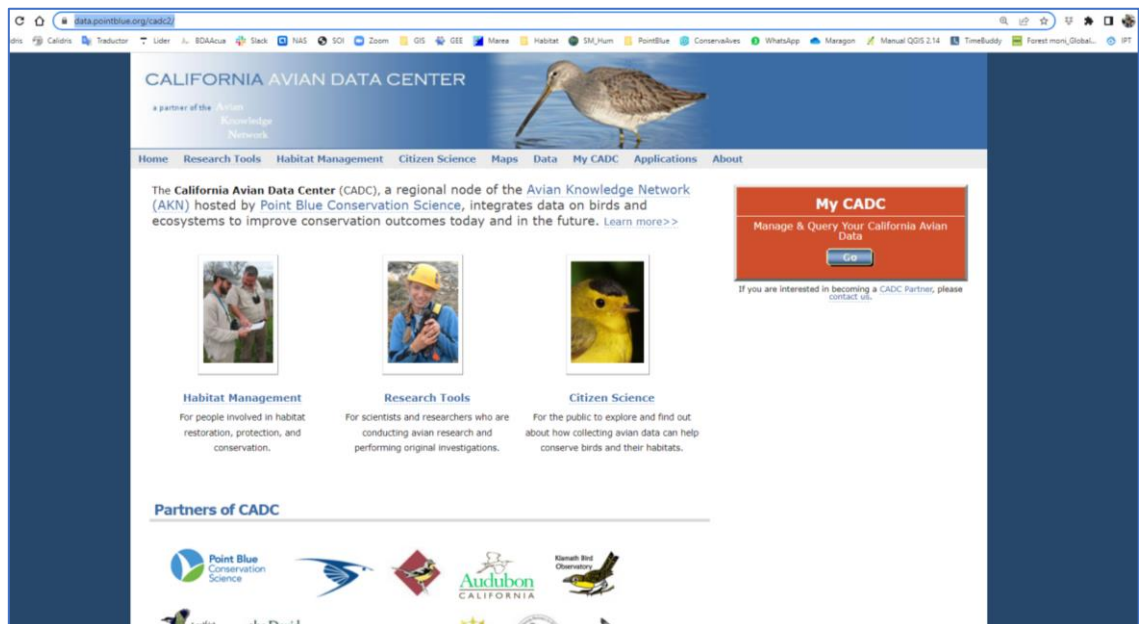 data.pointblue.org/cadc2/
dris Calidris Traductor Lider BDAAcua Slack NAS SOI Zoom GIS GEE Marea Habitat SM_Hum PointBlue ConservaAves WhatsApp Maragon Manual QGIS 2.14 TimeBuddy Forest moni_Global... IPT
CALIFORNIA AVIAN DATA CENTER
a partner of the Avian
Knowledge
Network
Home Research Tools Habitat Management Citizen Science Maps Data My CADC Applications About
The California Avian Data Center (CADC), a regional node of the Avian Knowledge Network
(AKN) hosted by Point Blue Conservation Science, integrates data on birds and
ecosystems to improve conservation outcomes today and in the future. Learn more>>
My CADC
Manage & Query Your California Avian
Data
Go
If you are interested in becoming a CADC Partner, please
contact us.
Habitat Management
For people involved in habitat
restoration, protection, and
conservation.
Research Tools
For scientists and researchers who are
conducting avian research and
performing original investigations.
Citizen Science
For the public to explore and find out
about how collecting avian data can help
conserve birds and their habitats.
Partners of CADC
Point Blue
Conservation
Science
Audubon
CALIFORNIA
Klamath Bird
Observatory